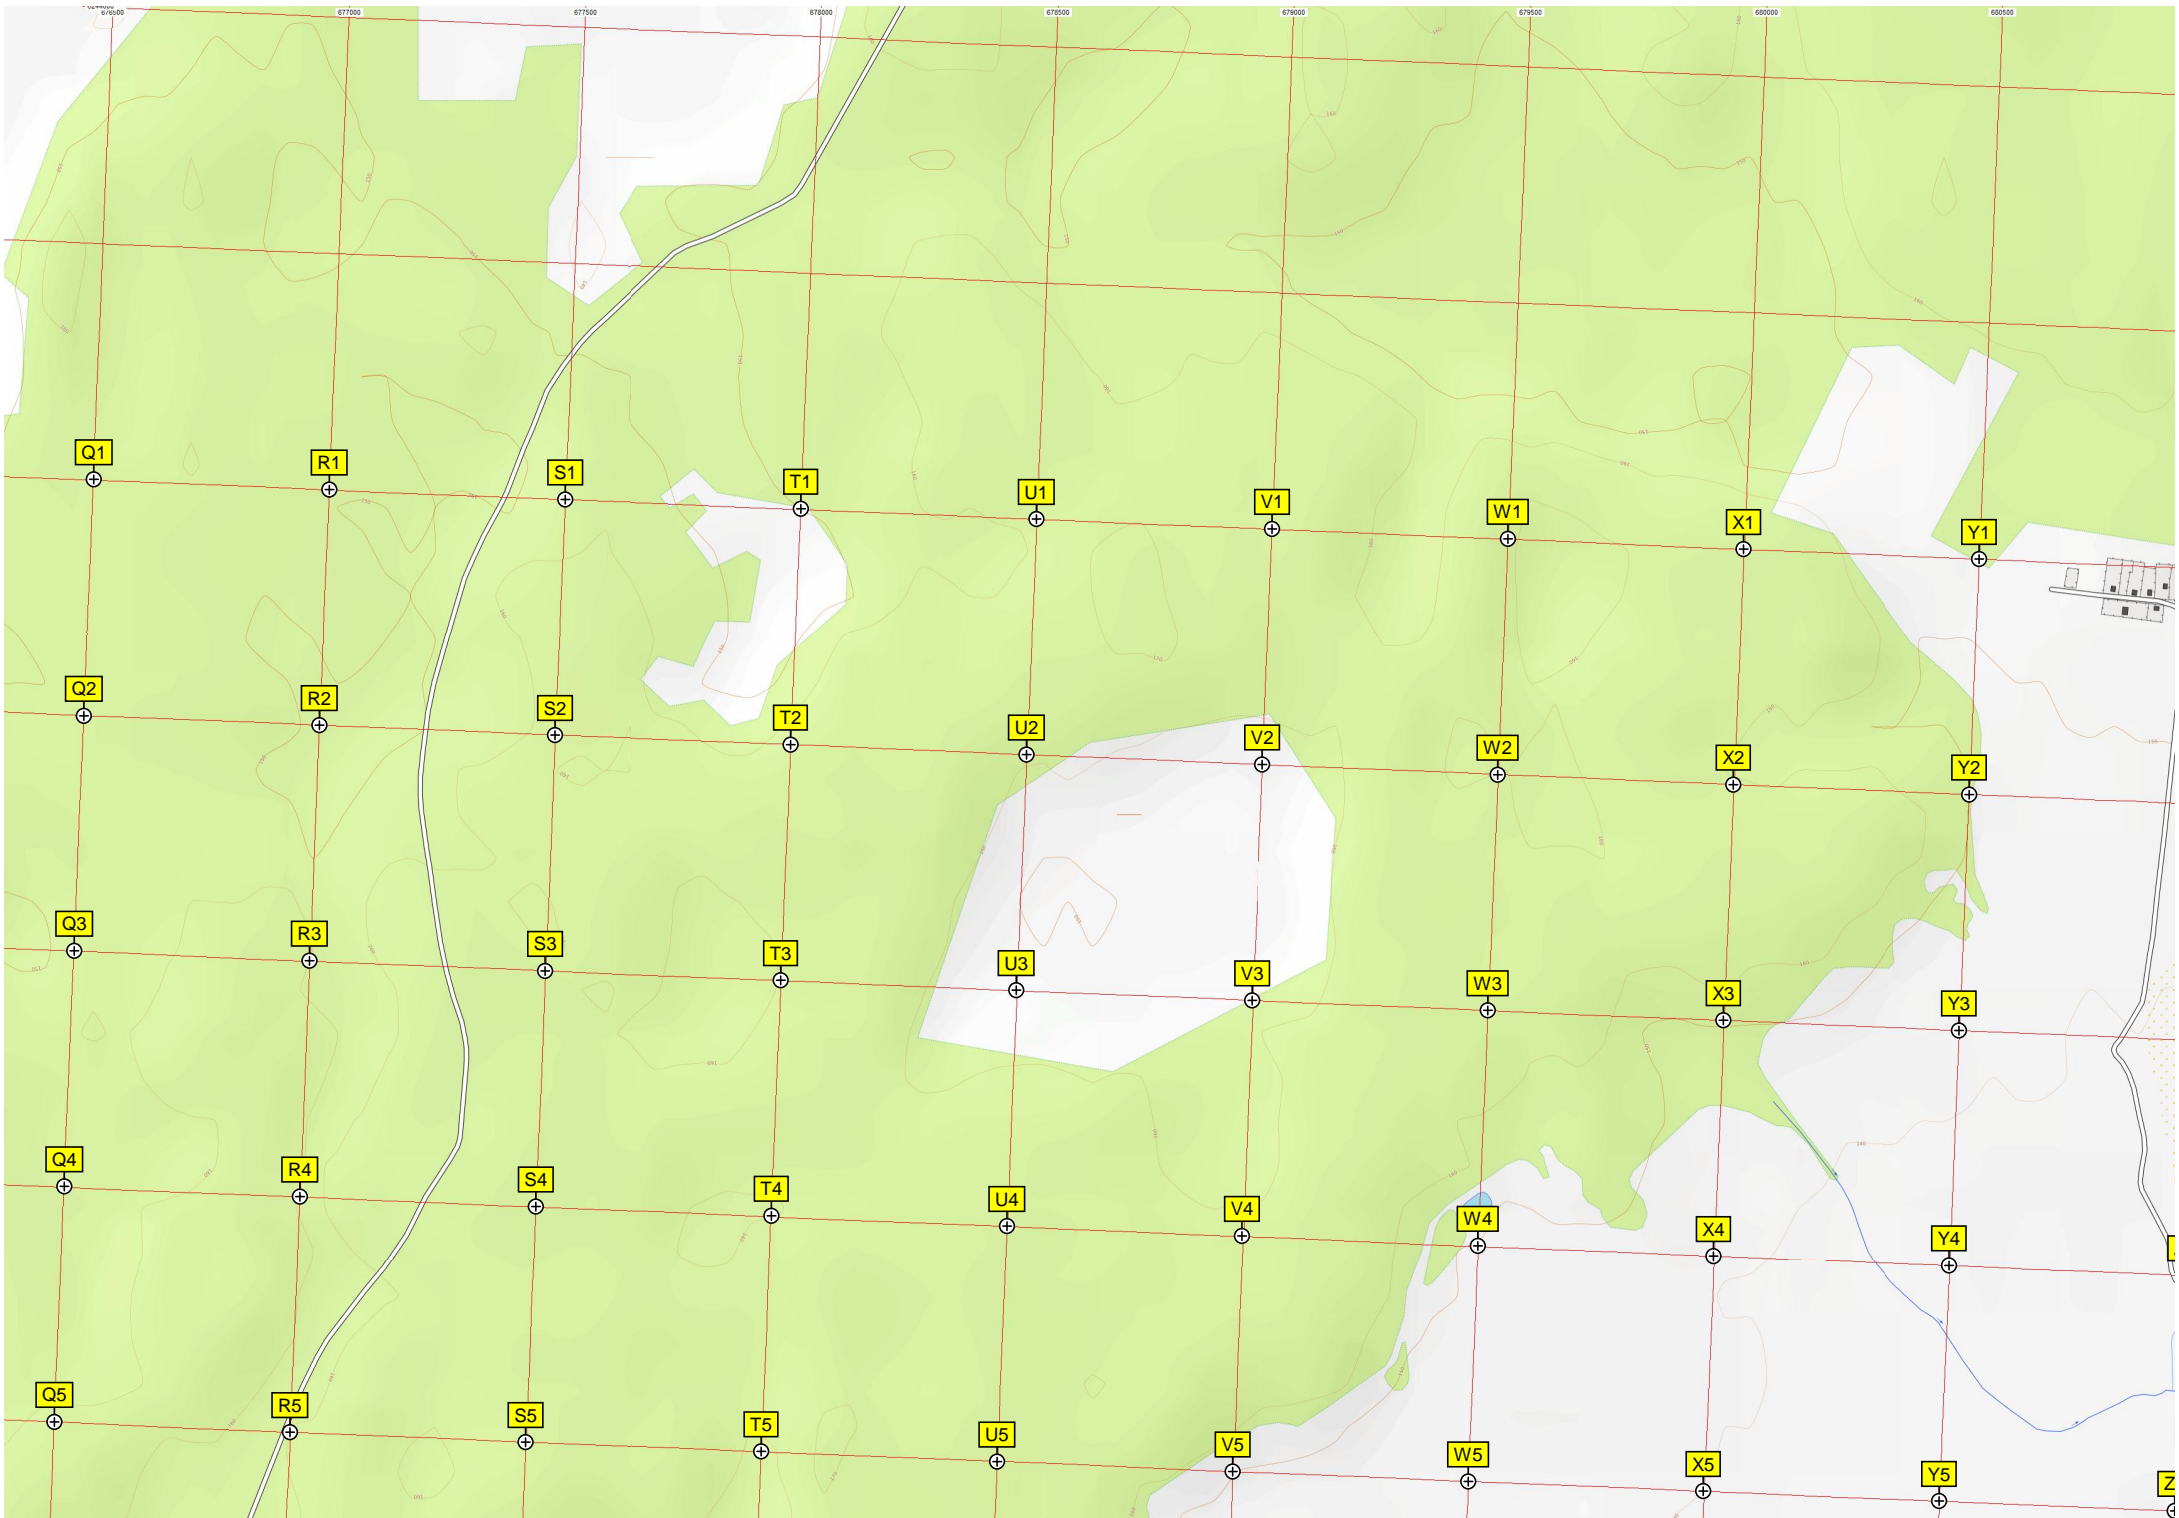 676500 677000 677500 678000 678500 679000 679500 680000 680500
Q1 R1 S1 T1 U1 V1 W1 X1 Y1
Q2 R2 S2 T2 U2 V2 W2 X2 Y2
Q3 R3 S3 T3 U3 V3 W3 X3 Y3
Q4 R4 S4 T4 U4 V4 W4 X4 Y4
Q5 R5 S5 T5 U5 V5 W5 X5 Y5 Z